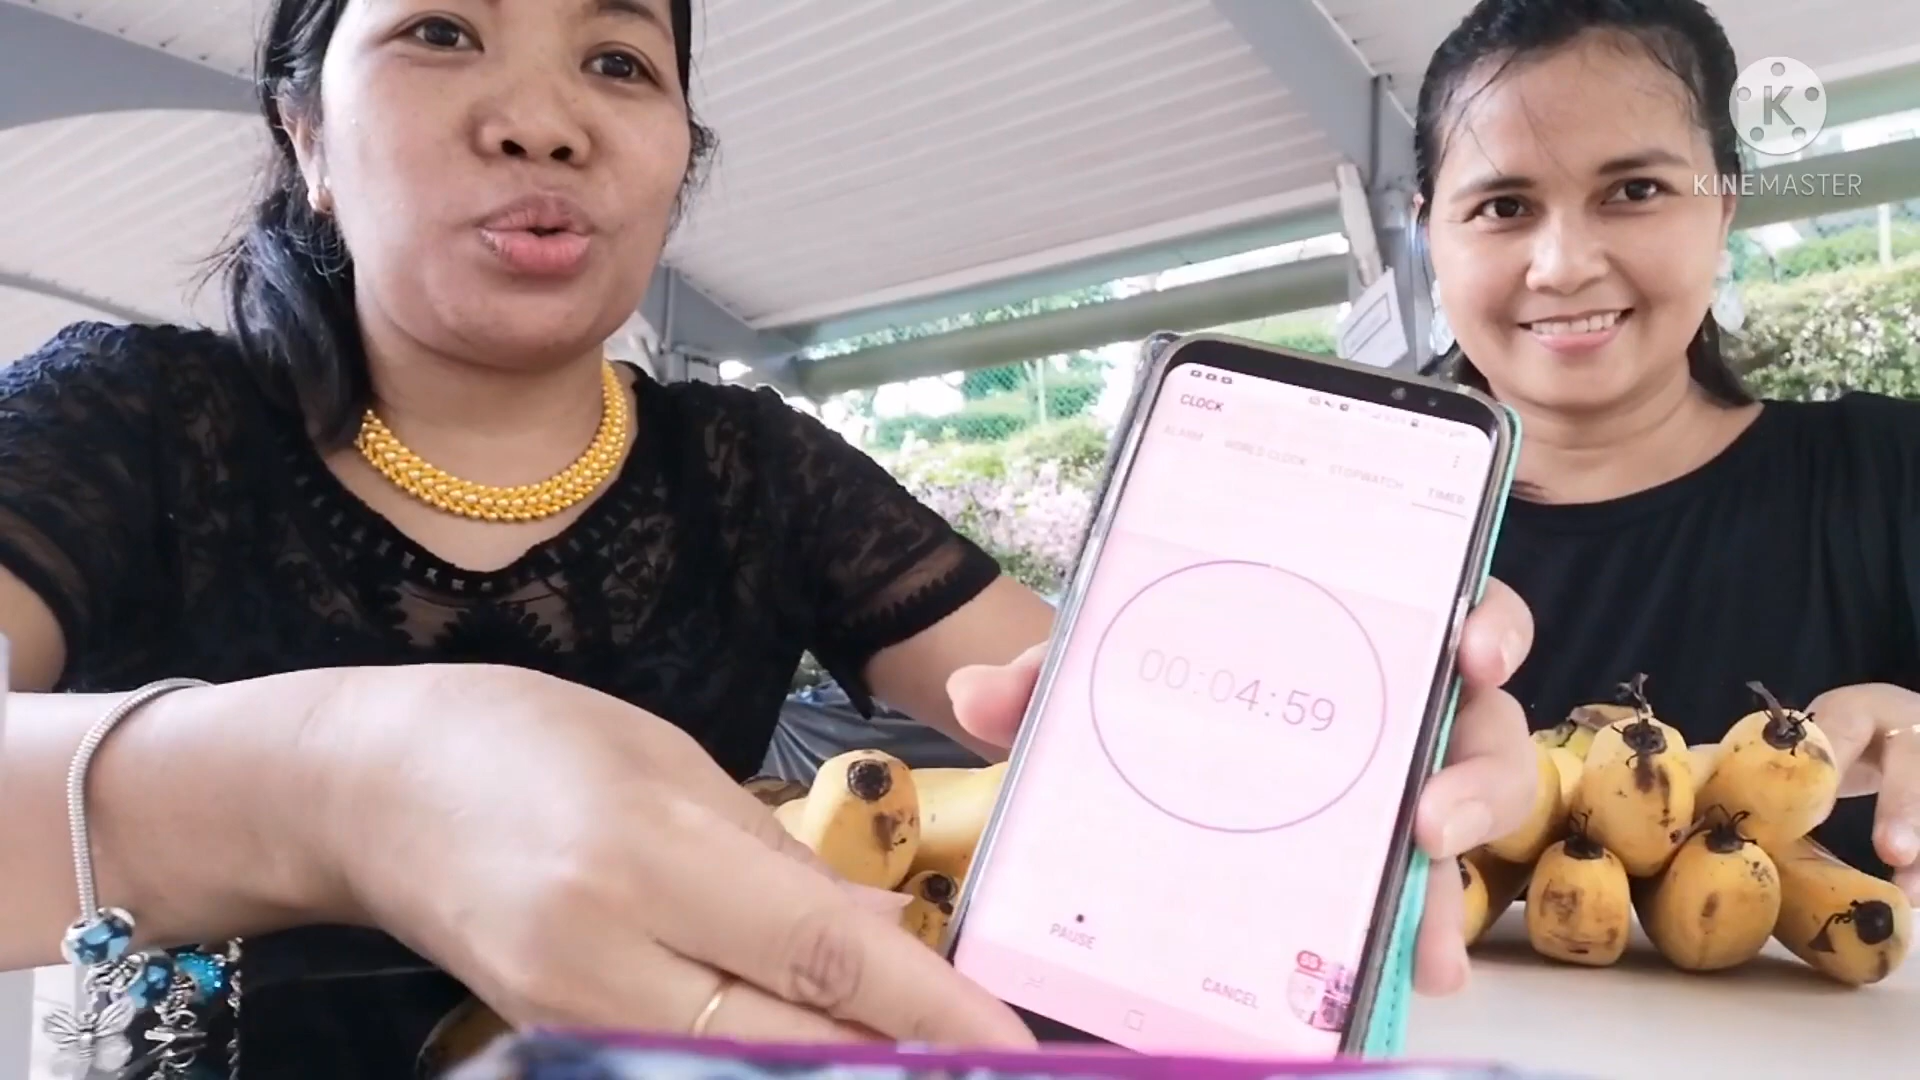 K
KINEMASTER
CLOCK
ALARM WORLD CLOCK STOPWATCH TIMER
00:04:59
PAUSE
CANCEL